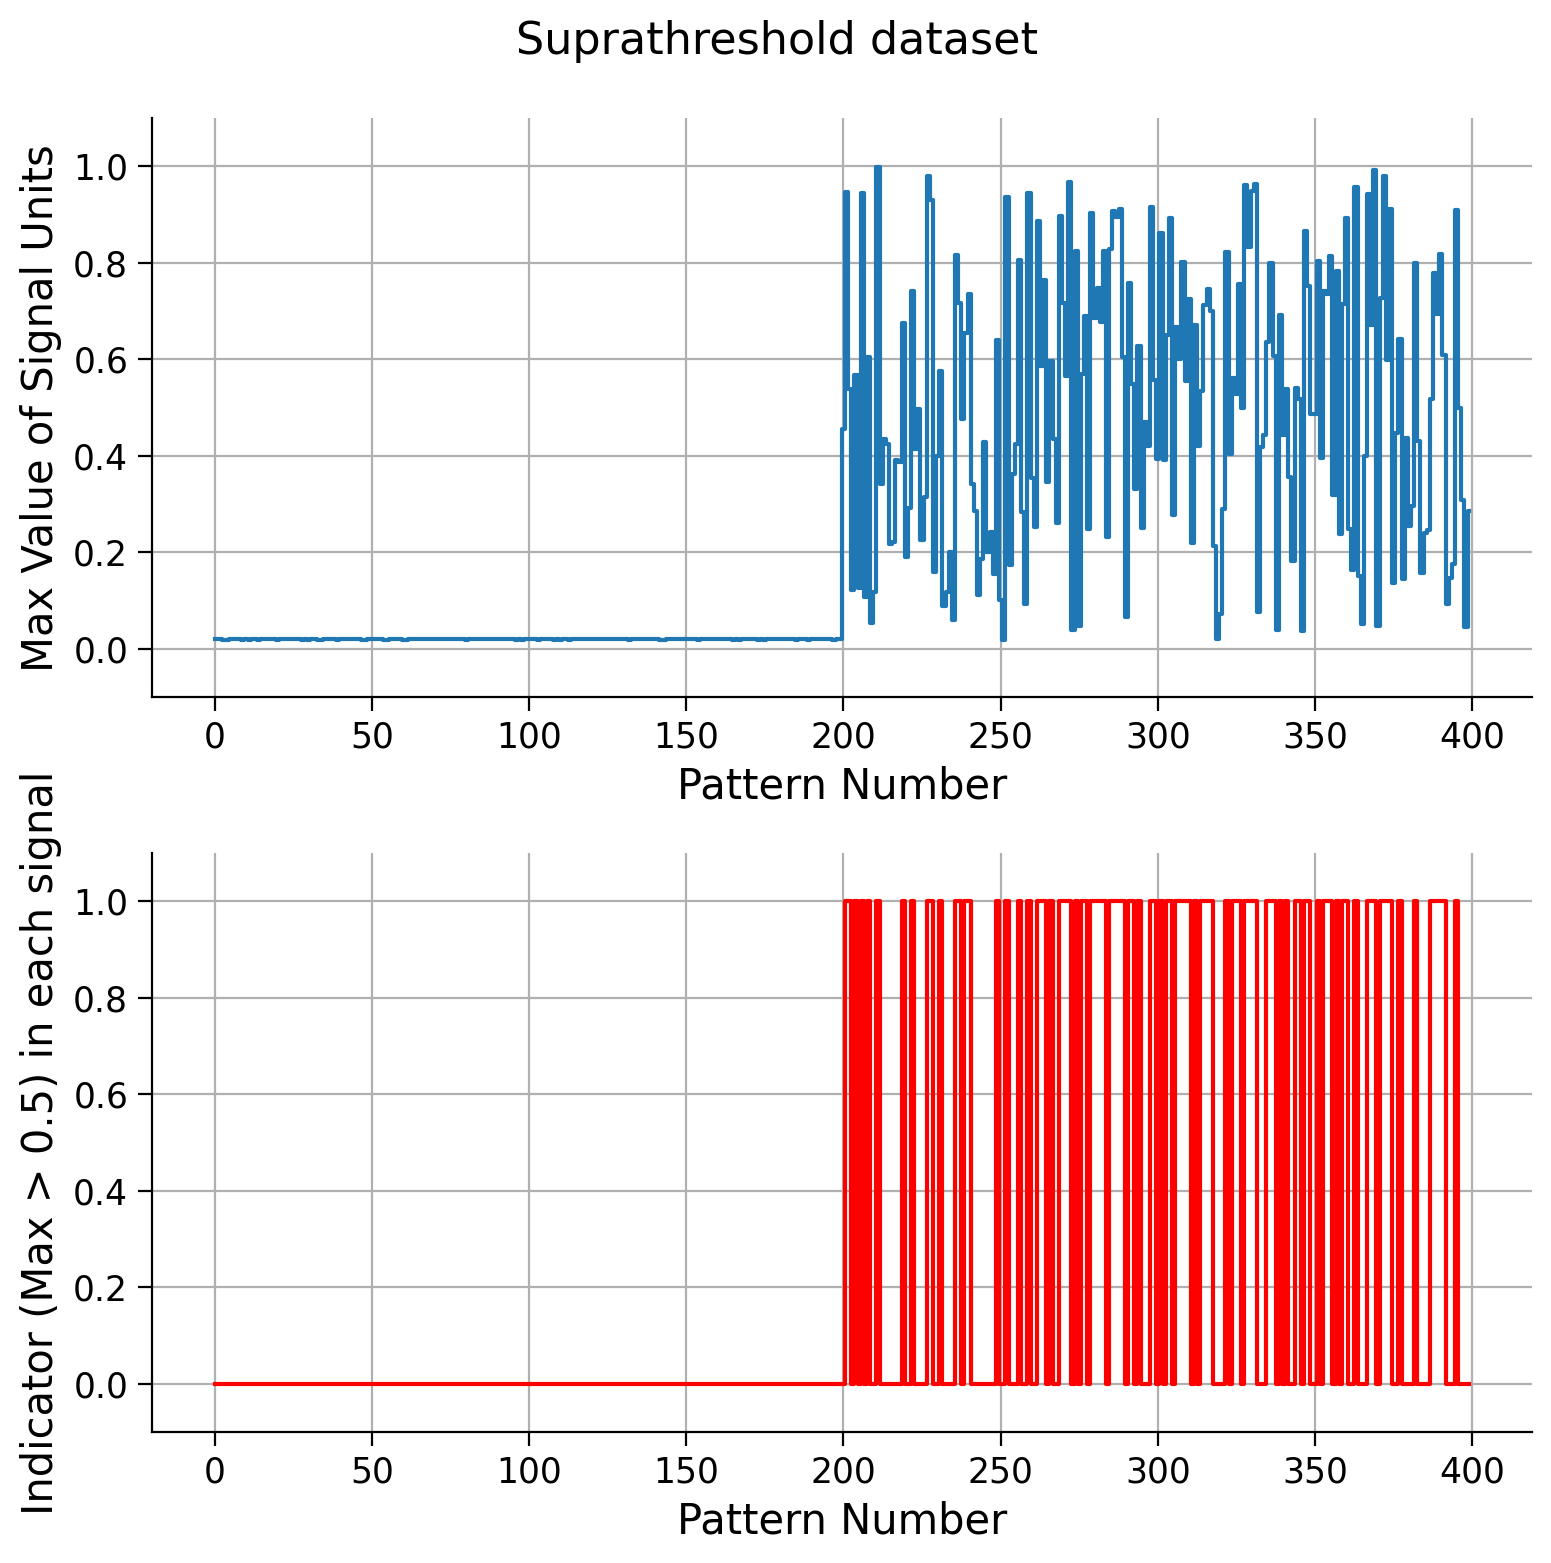 Suprathreshold dataset
Max Value of Signal Units
1.0
0.8
0.6
0.4
0.2
0.0
0 50 100 150 200 250 300 350 400
Pattern Number
Indicator (Max > 0.5) in each signal
1.0
0.8
0.6
0.4
0.2
0.0
0 50 100 150 200 250 300 350 400
Pattern Number